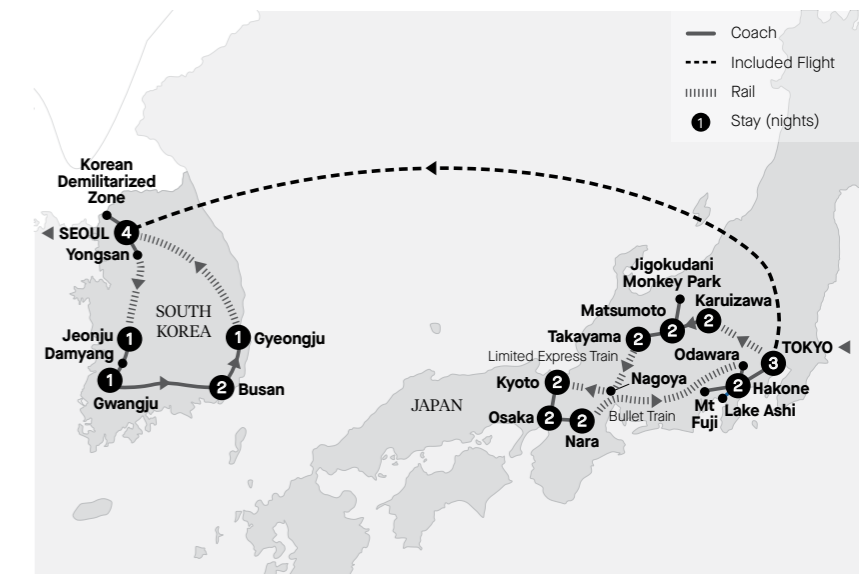 Coach
Included Flight
Rail
1 Stay (nights)
Korean
Demilitarized
Zone
SEOUL
4
Yongsan
SOUTH
KOREA
Jeonju
1
Damyang
1
Gwangju
1
Gyeongju
2
Busan
Jigokudani
Monkey Park
Matsumoto
2
Karuizawa
2
Takayama
2
TOKYO
3
Odawara
Limited Express Train
Kyoto
2
Nagoya
2
Hakone
JAPAN
Osaka
2
2
Nara
Bullet Train
Mt
Fuji
Lake Ashi